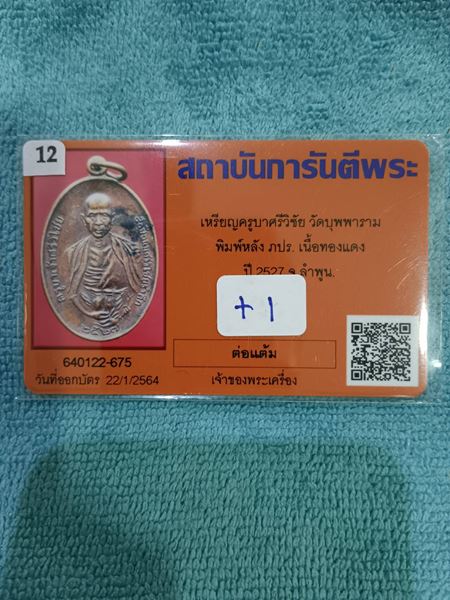 12
สถาบันการันตีพระ
เหรียญครูบาศรีวิชัย วัดบุพพาราม
พิมพ์หลัง ภปร. เนื้อทองแดง
ปี 2527 จ.ลำพูน.
+1
ต่อแต้ม
640122-675
วันที่ออกบัตร 22/1/2564
เจ้าของพระเครื่อง
๒๕๒๗